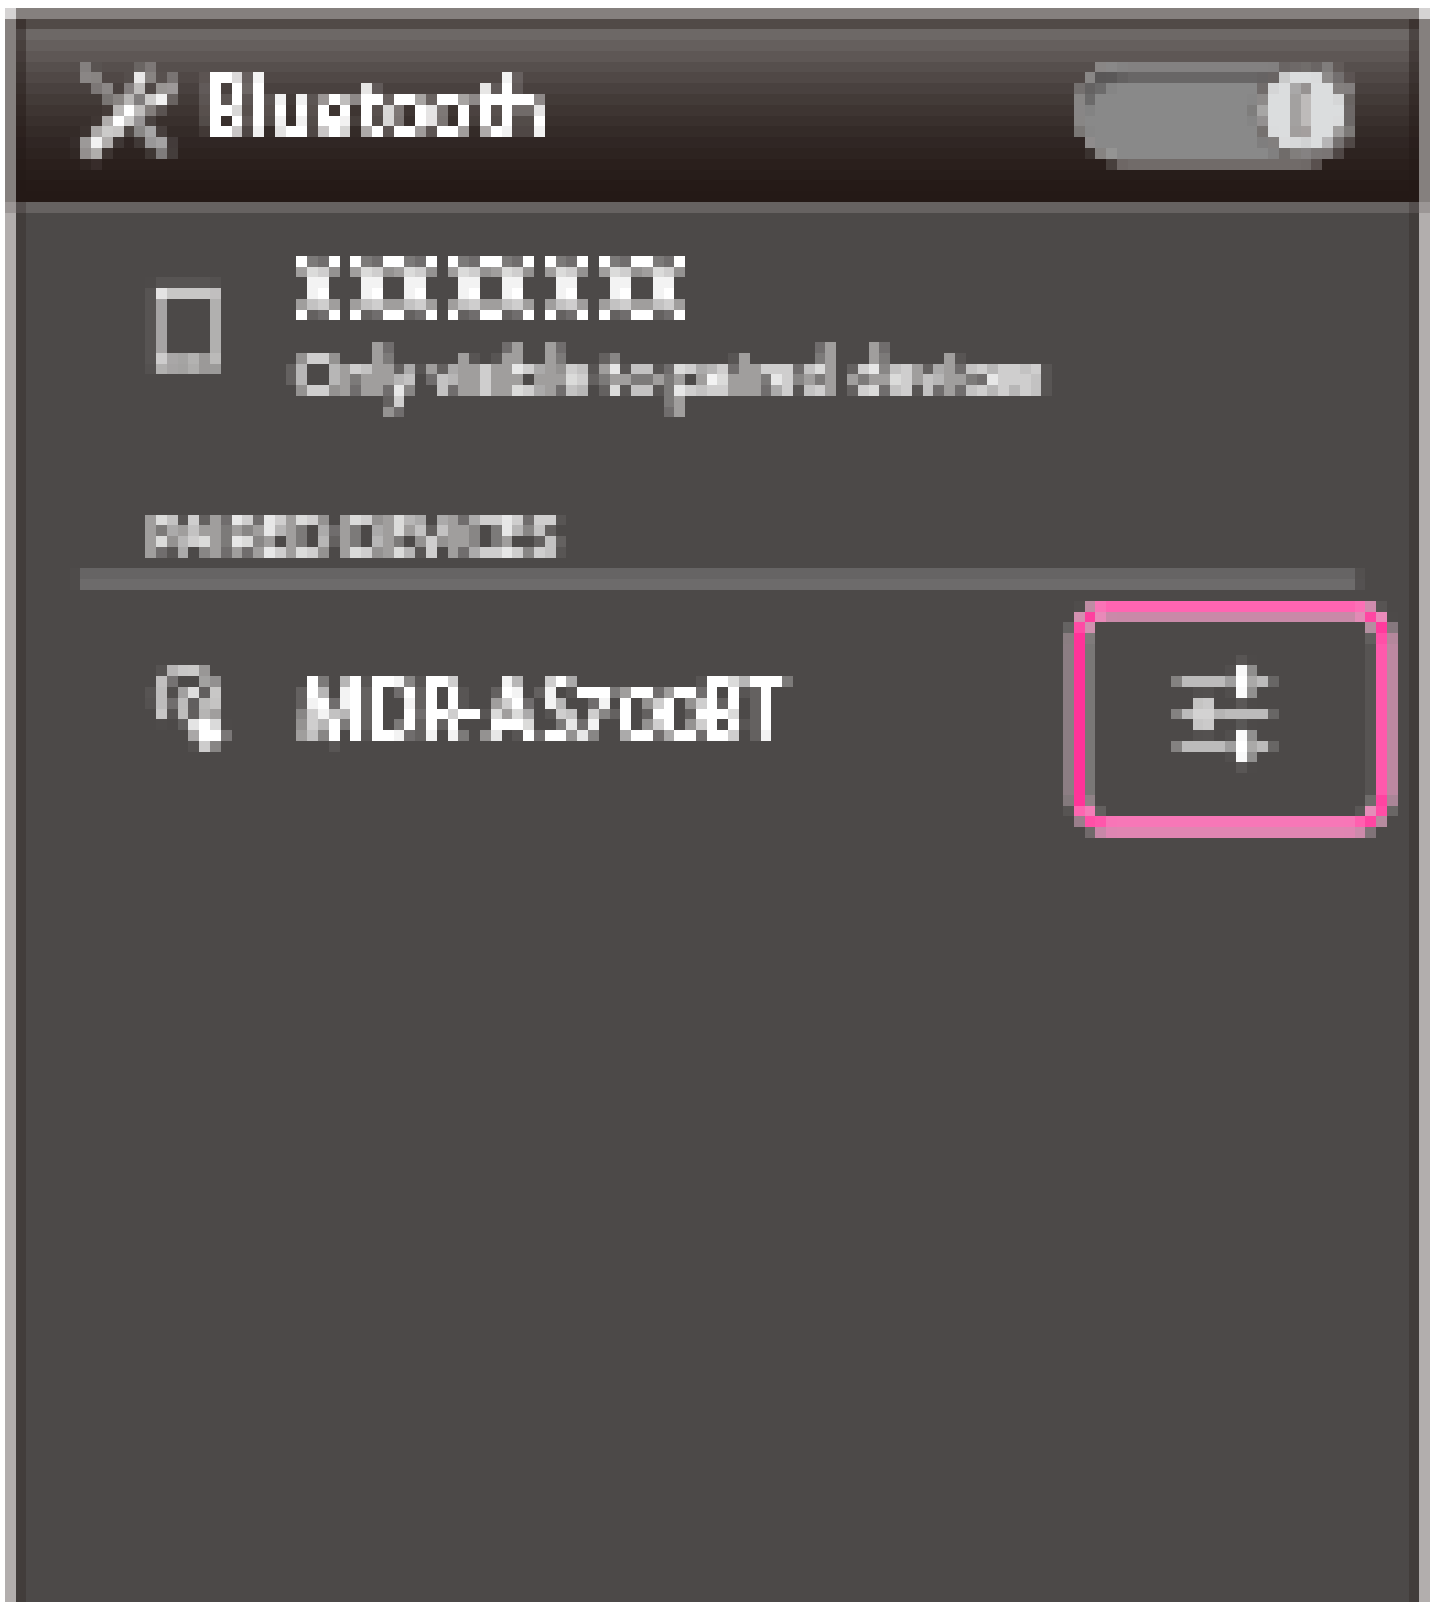 Bluetooth
XXXXXXX
Only visible to paired devices
PAIRED DEVICES
MDR-AS700BT